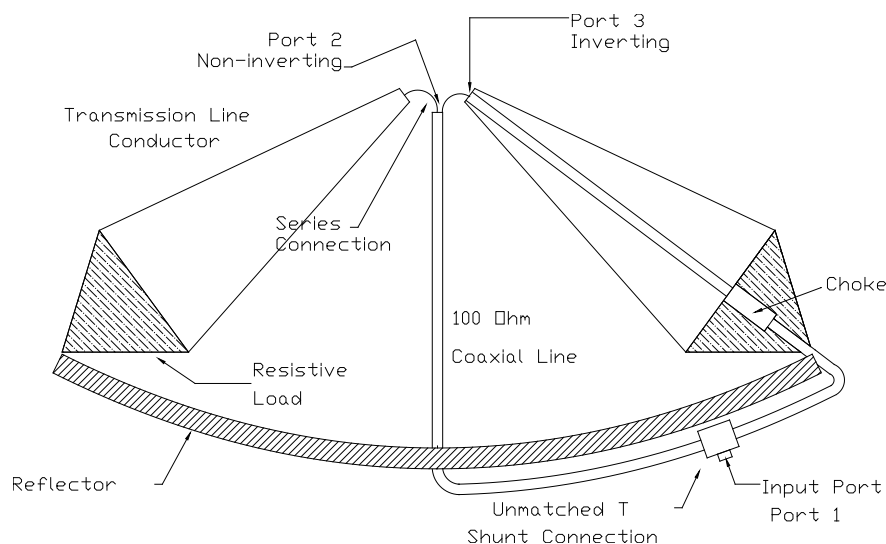 Port 2
Non-inverting
Port 3
Inverting
Transmission Line
Conductor
Series
Connection
Choke
100 □hm
Coaxial Line
Resistive
Load
Reflector
Unmatched T
Shunt Connection
Input Port
Port 1